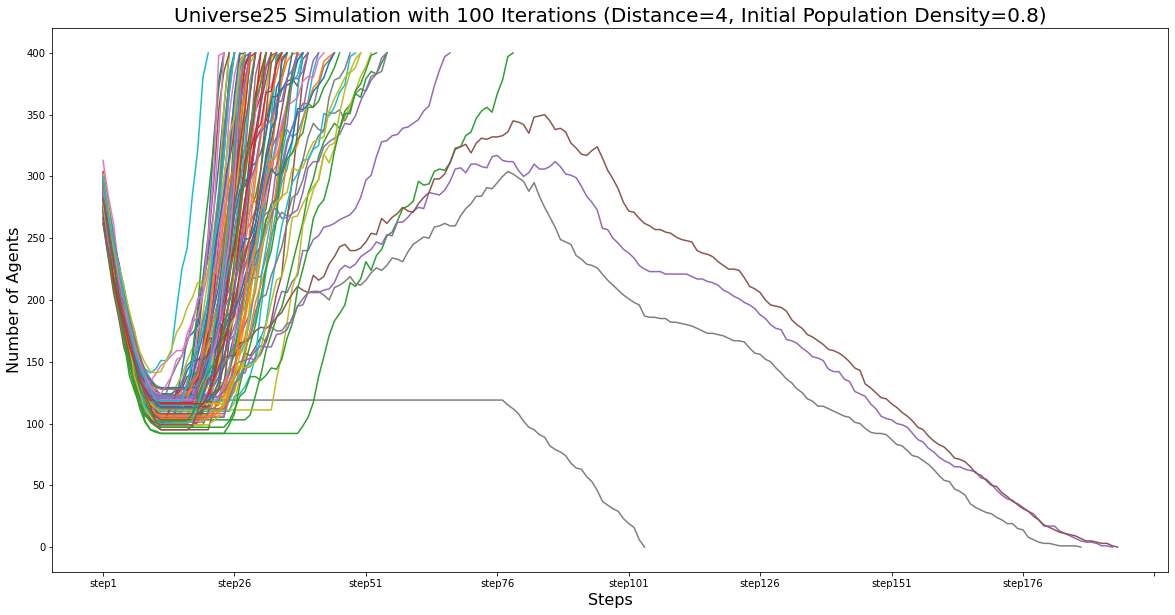 Universe25 Simulation with 100 Iterations (Distance=4, Initial Population Density=0.8)
Number of Agents
400
350
300
250
200
150
100
50
0
step1 step26 step51 step76 step101 step126 step151 step176
Steps